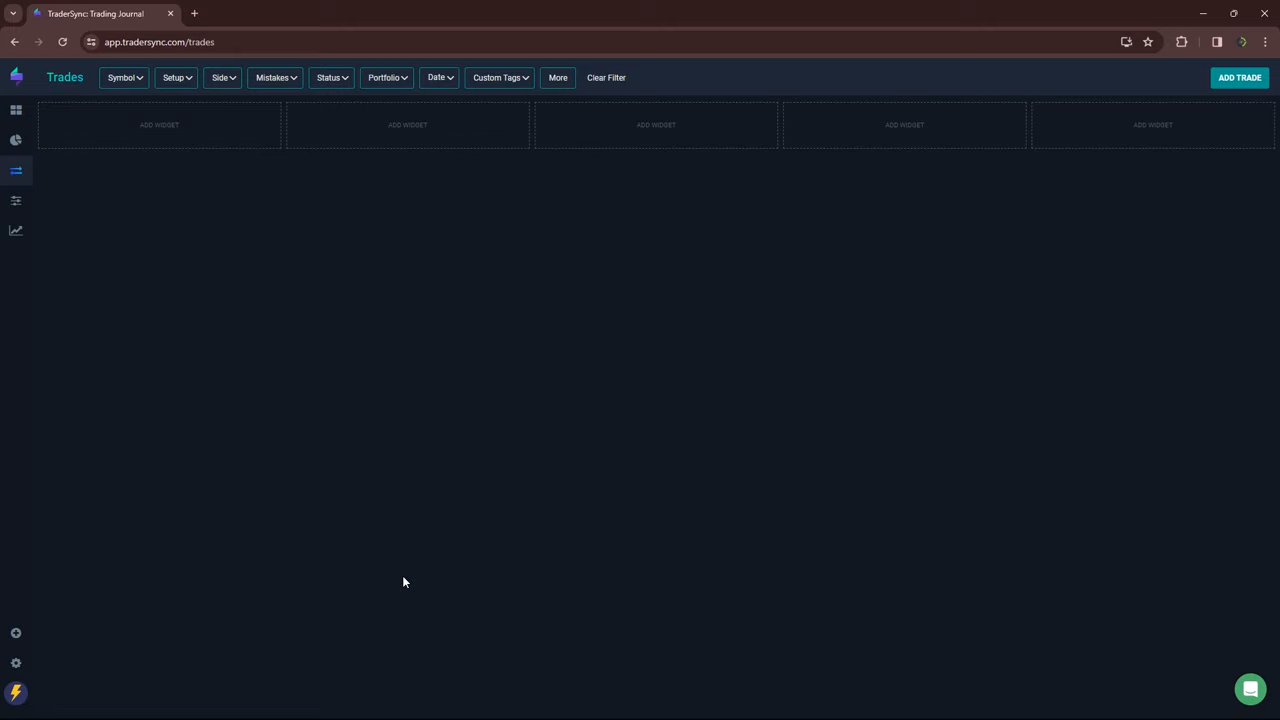 TraderSync: Trading Journal
app.tradersync.com/trades
Trades Symbol Setup Side Mistakes Status Portfolio Date Custom Tags More Clear Filter ADD TRADE
ADD WIDGET ADD WIDGET ADD WIDGET ADD WIDGET ADD WIDGET